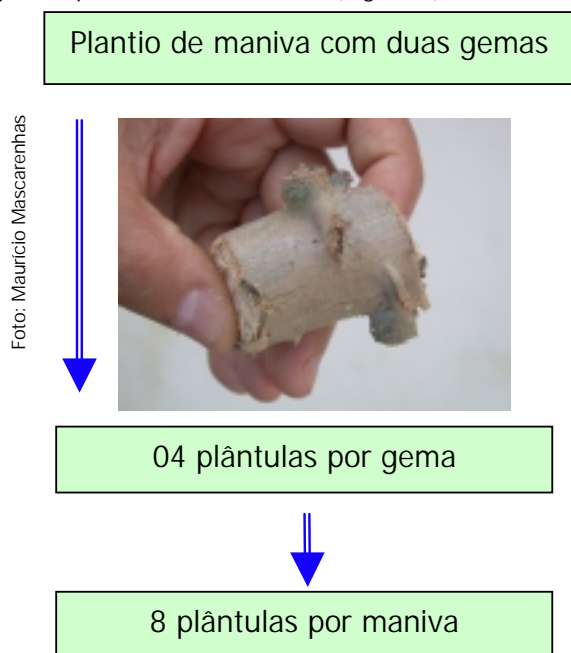 Plantio de maniva com duas gemas
Foto: Maurício Mascarenhas
04 plântulas por gema
8 plântulas por maniva